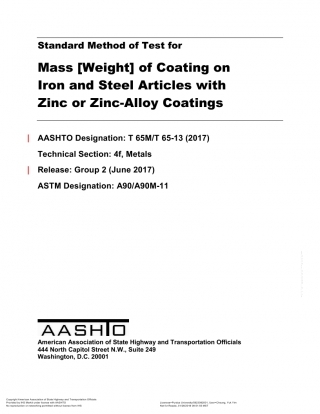 Standard Method of Test for
Mass [Weight] of Coating on
Iron and Steel Articles with
Zinc or Zinc-Alloy Coatings
AASHTO Designation: T 65M/T 65-13 (2017)
Technical Section: 4f, Metals
Release: Group 2 (June 2017)
ASTM Designation: A90/A90M-11
AASHTO
American Association of State Highway and Transportation Officials
444 North Capitol Street N.W., Suite 249
Washington, D.C. 20001